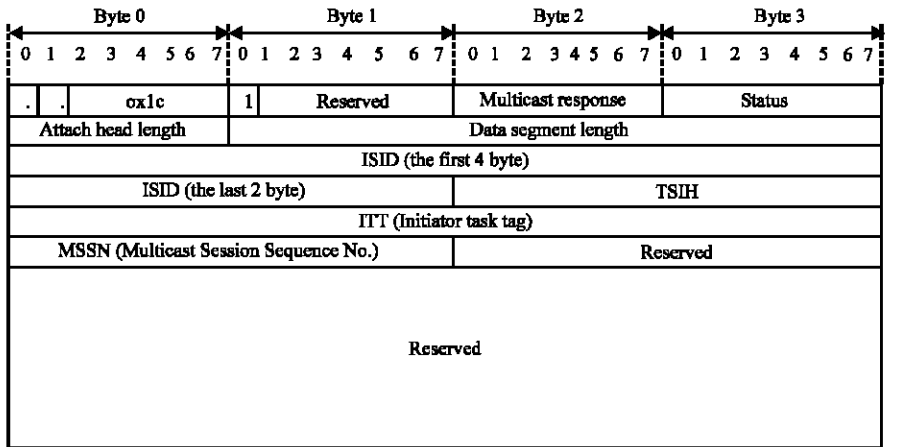 Byte 0 Byte 1 Byte 2 Byte 3
0 1 2 3 4 5 6 7 0 1 2 3 4 5 6 7 0 1 2 3 4 5 6 7 0 1 2 3 4 5 6 7
. . ox1c 1 Reserved Multicast response Status
Attach head length Data segment length
ISID (the first 4 byte)
ISID (the last 2 byte) TSIH
ITT (Initiator task tag)
MSSN (Multicast Session Sequence No.) Reserved
Reserved